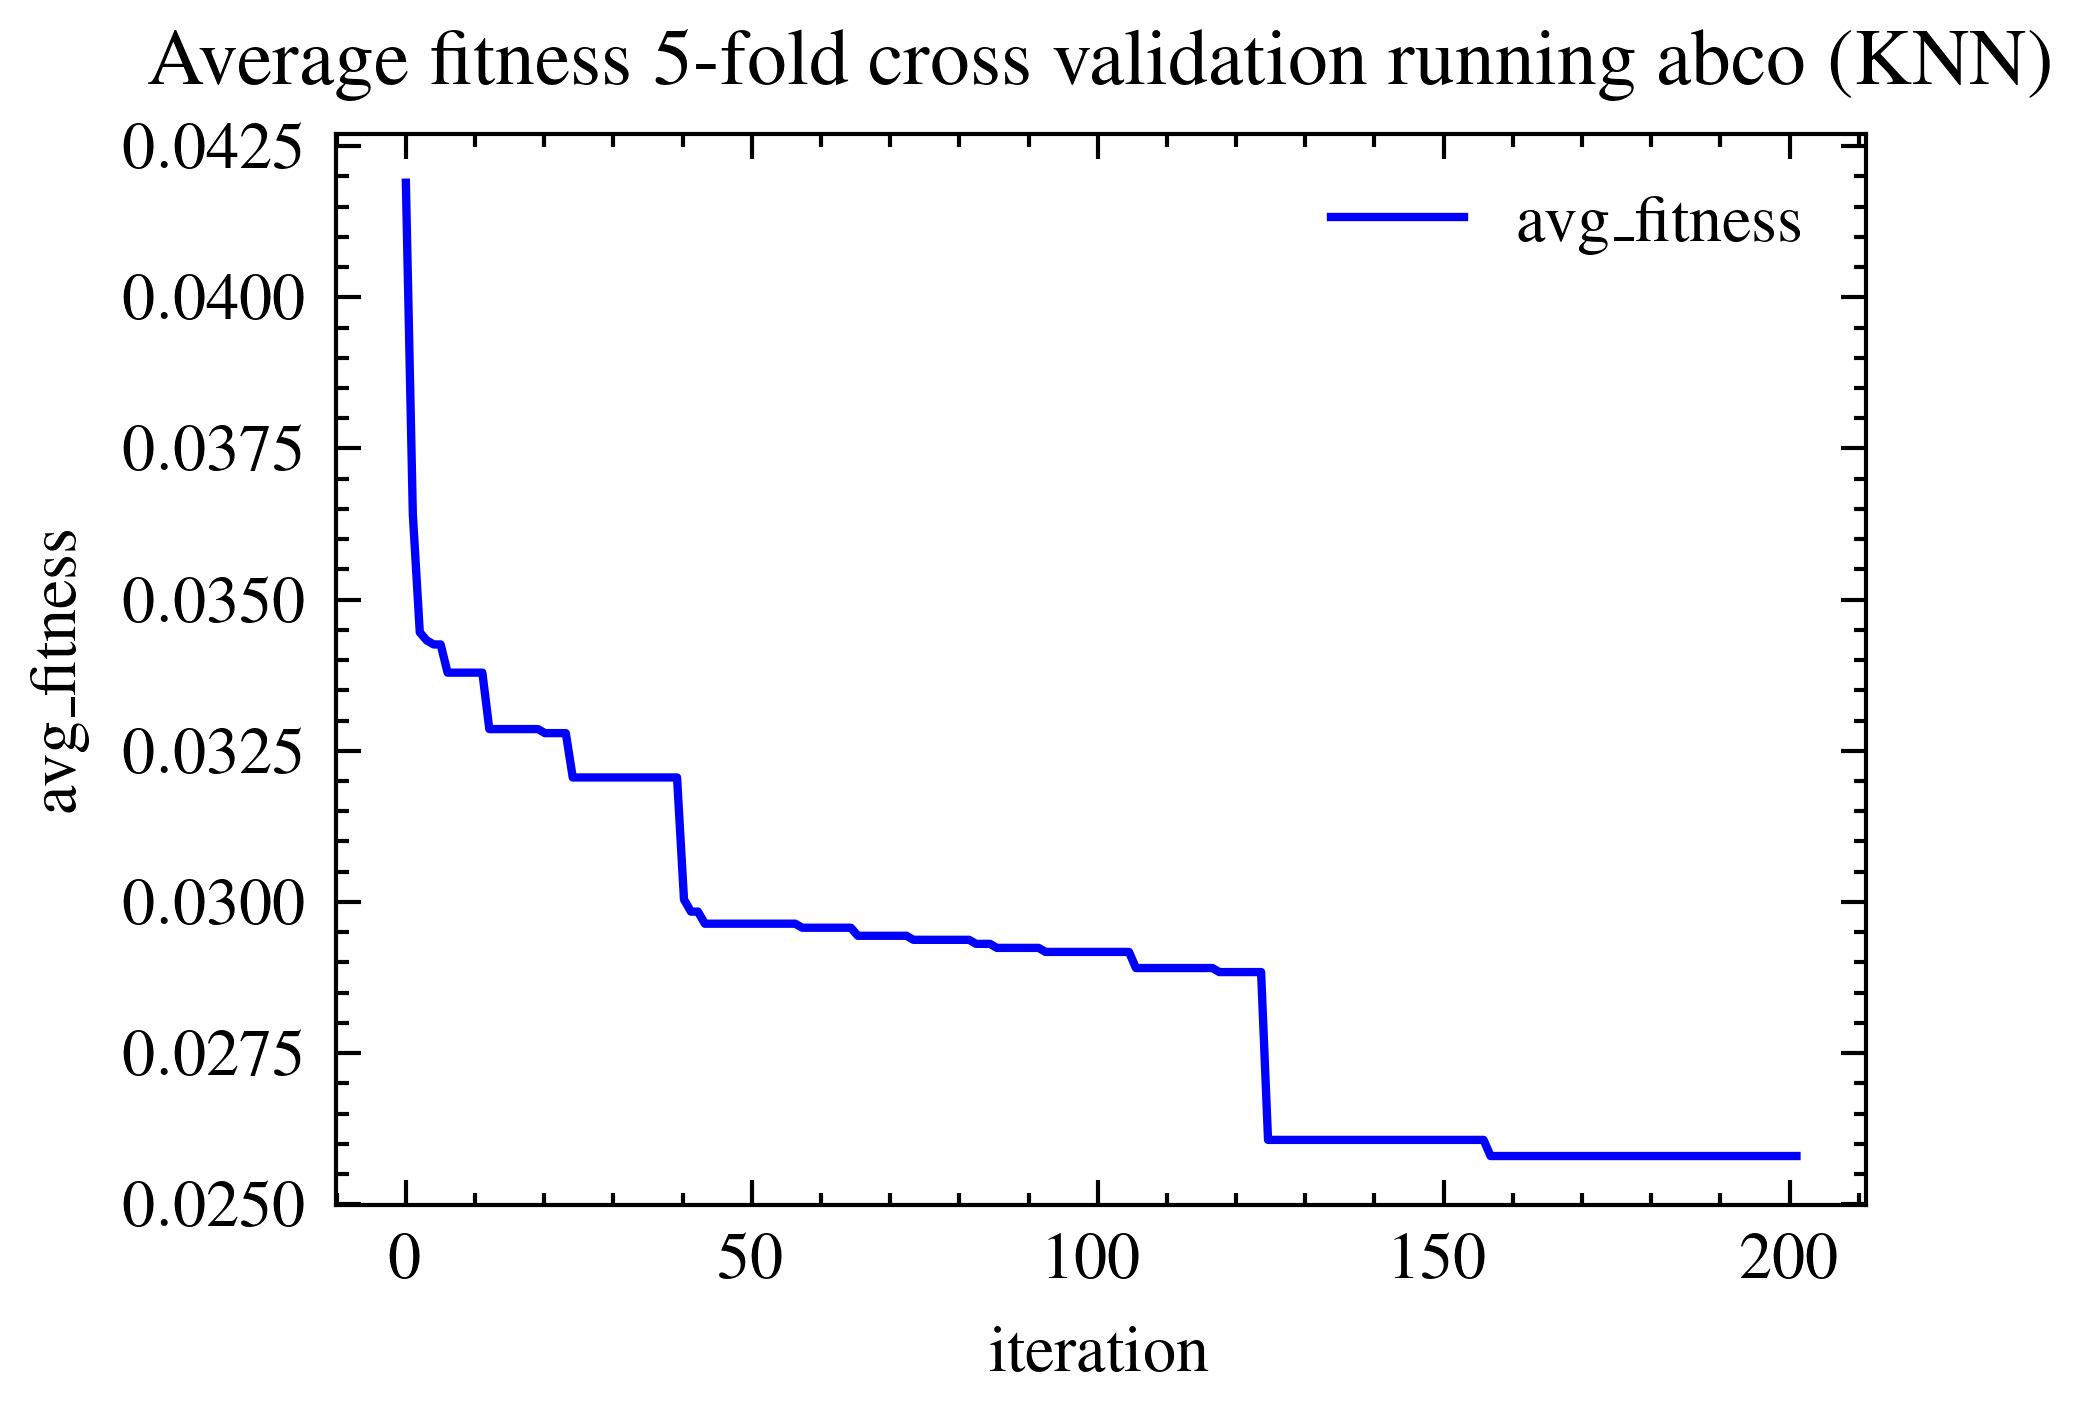 Average fitness 5-fold cross validation running abco (KNN)
avg_fitness
0.0425
0.0400
0.0375
0.0350
0.0325
0.0300
0.0275
0.0250
avg_fitness
0 50 100 150 200
iteration